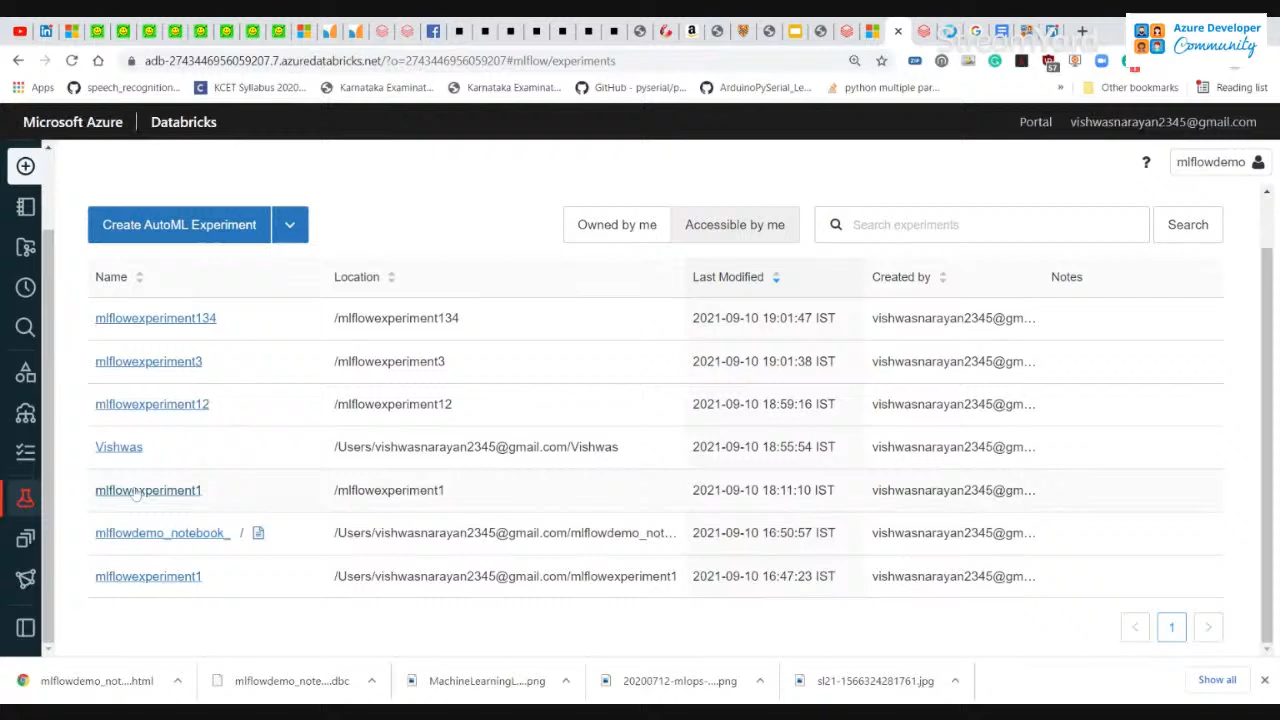 Azure Developer
Community
StreamYard
adb-2743446956059207.7.azuredatabricks.net/?o=2743446956059207#mlflow/experiments
ZIP
57
Apps speech_recognition... KCET Syllabus 2020... Karnataka Examinat... Karnataka Examinat... GitHub - pyserial/p... ArduinoPySerial_Le... python multiple par... » Other bookmarks Reading list
Microsoft Azure Databricks Portal vishwasnarayan2345@gmail.com
? mlflowdemo
Create AutoML Experiment Owned by me Accessible by me Search experiments Search
Name Location Last Modified Created by Notes
mlflowexperiment134 /mlflowexperiment134 2021-09-10 19:01:47 IST vishwasnarayan2345@gm...
mlflowexperiment3 /mlflowexperiment3 2021-09-10 19:01:38 IST vishwasnarayan2345@gm...
mlflowexperiment12 /mlflowexperiment12 2021-09-10 18:59:16 IST vishwasnarayan2345@gm...
Vishwas /Users/vishwasnarayan2345@gmail.com/Vishwas 2021-09-10 18:55:54 IST vishwasnarayan2345@gm...
mlflowexperiment1 /mlflowexperiment1 2021-09-10 18:11:10 IST vishwasnarayan2345@gm...
mlflowdemo_notebook_ / /Users/vishwasnarayan2345@gmail.com/mlflowdemo_not... 2021-09-10 16:50:57 IST vishwasnarayan2345@gm...
mlflowexperiment1 /Users/vishwasnarayan2345@gmail.com/mlflowexperiment1 2021-09-10 16:47:23 IST vishwasnarayan2345@gm...
< 1 >
mlflowdemo_not....html mlflowdemo_note....dbc MachineLearningL....png 20200712-mlops-....png sl21-1566324281761.jpg Show all